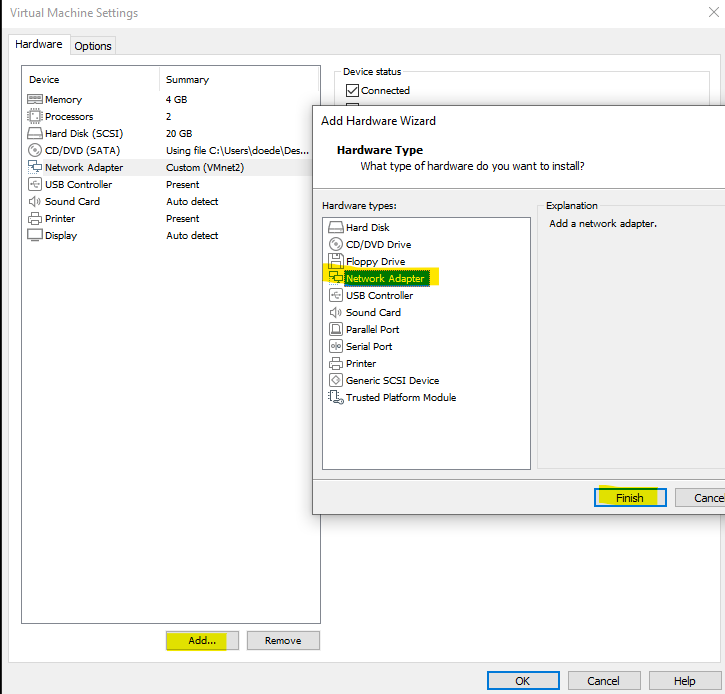 Virtual Machine Settings
Hardware
Options
Device Summary
Memory 4 GB
Processors 2
Hard Disk (SCSI) 20 GB
CD/DVD (SATA) Using file C:\Users\doede\Des...
Network Adapter Custom (VMnet2)
USB Controller Present
Sound Card Auto detect
Printer Present
Display Auto detect
Device status
Connected
Add Hardware Wizard
Hardware Type
What type of hardware do you want to install?
Hardware types:
Hard Disk
CD/DVD Drive
Floppy Drive
Network Adapter
USB Controller
Sound Card
Parallel Port
Serial Port
Printer
Generic SCSI Device
Trusted Platform Module
Explanation
Add a network adapter.
Finish Cance
Add... Remove
OK Cancel Help